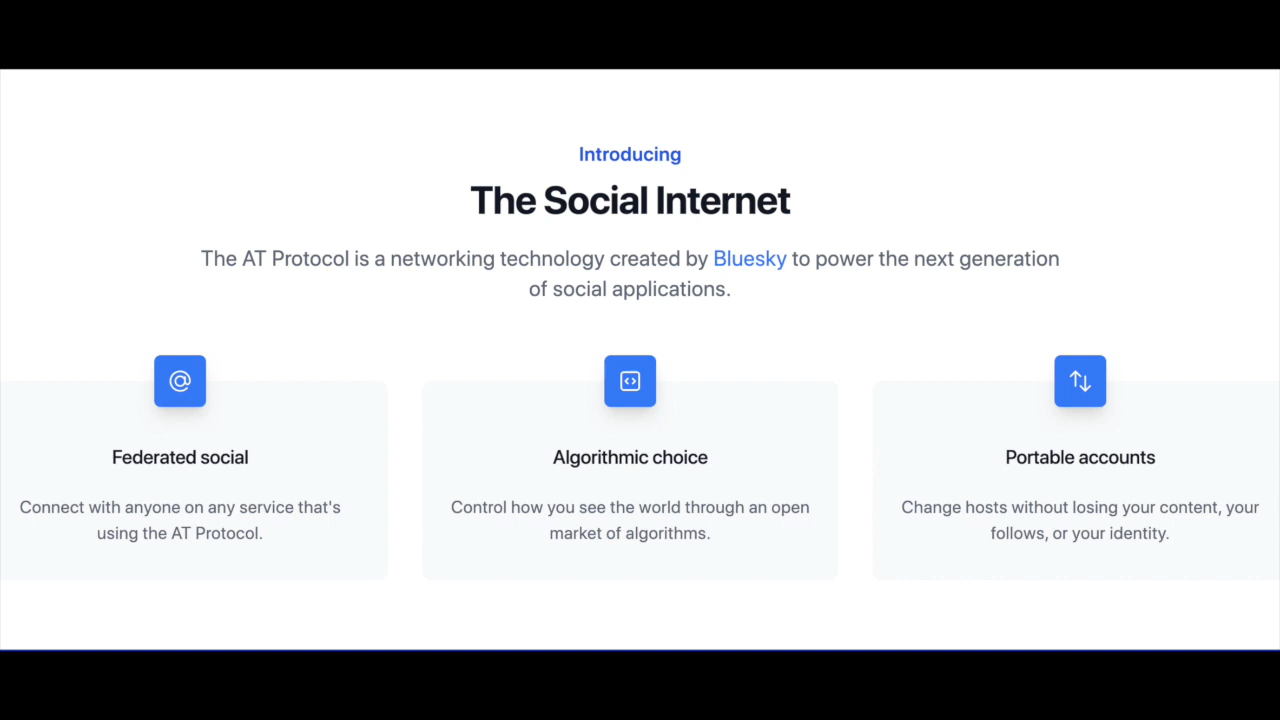 Introducing
The Social Internet
The AT Protocol is a networking technology created by Bluesky to power the next generation
of social applications.
Federated social
Connect with anyone on any service that's
using the AT Protocol.
Algorithmic choice
Control how you see the world through an open
market of algorithms.
Portable accounts
Change hosts without losing your content, your
follows, or your identity.